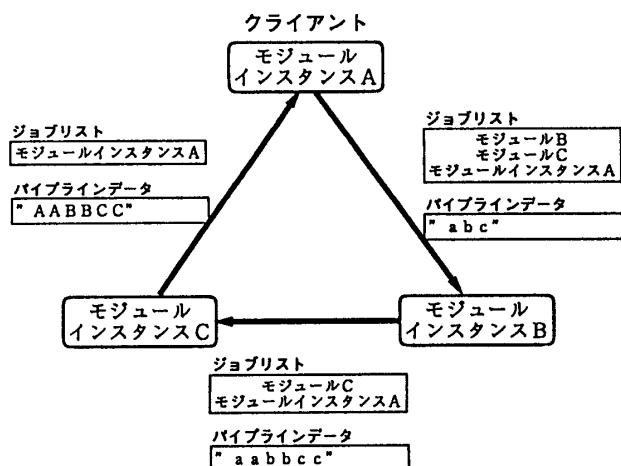 クライアント
モジュール
インスタンスA
ジョブリスト
モジュールインスタンスA
パイプラインデータ
"AABBCC"
ジョブリスト
モジュールB
モジュールC
モジュールインスタンスA
パイプラインデータ
"abc"
モジュール
インスタンスC
モジュール
インスタンスB
ジョブリスト
モジュールC
モジュールインスタンスA
パイプラインデータ
"aabbcc"